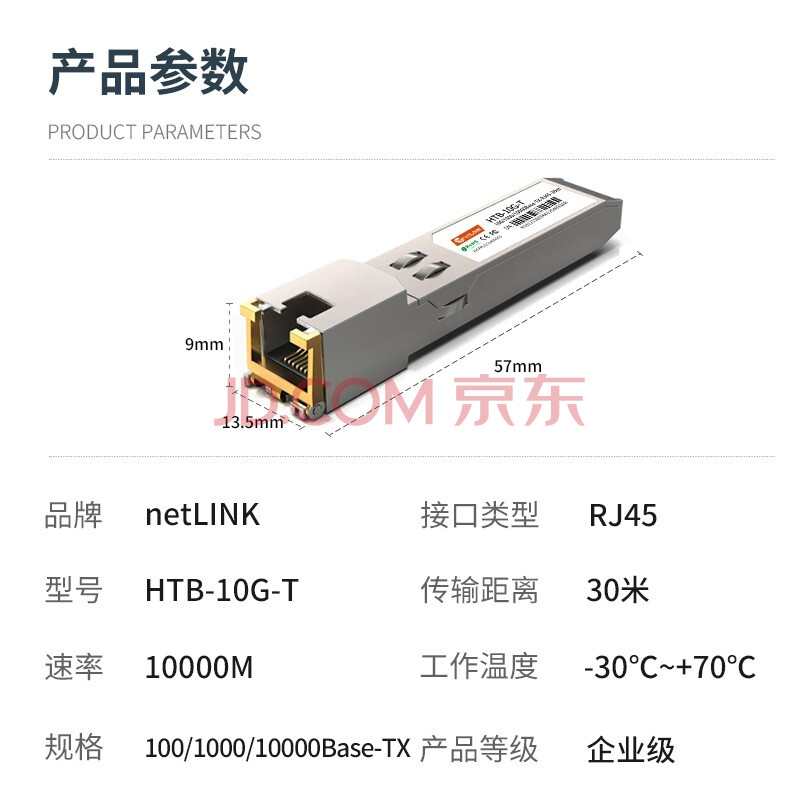 产品参数
PRODUCT PARAMETERS
HTB-10G-T
9mm
57mm
13.5mm
JD.COM 京东
品牌 netLINK 接口类型 RJ45
型号 HTB-10G-T 传输距离 30米
速率 10000M 工作温度 -30℃~+70℃
规格 100/1000/10000Base-TX 产品等级 企业级